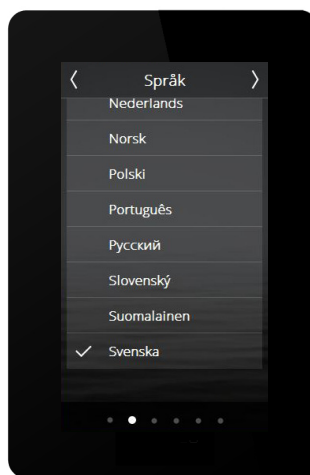 Språk
Nederlands
Norsk
Polski
Português
Русский
Slovenský
Suomalainen
Svenska